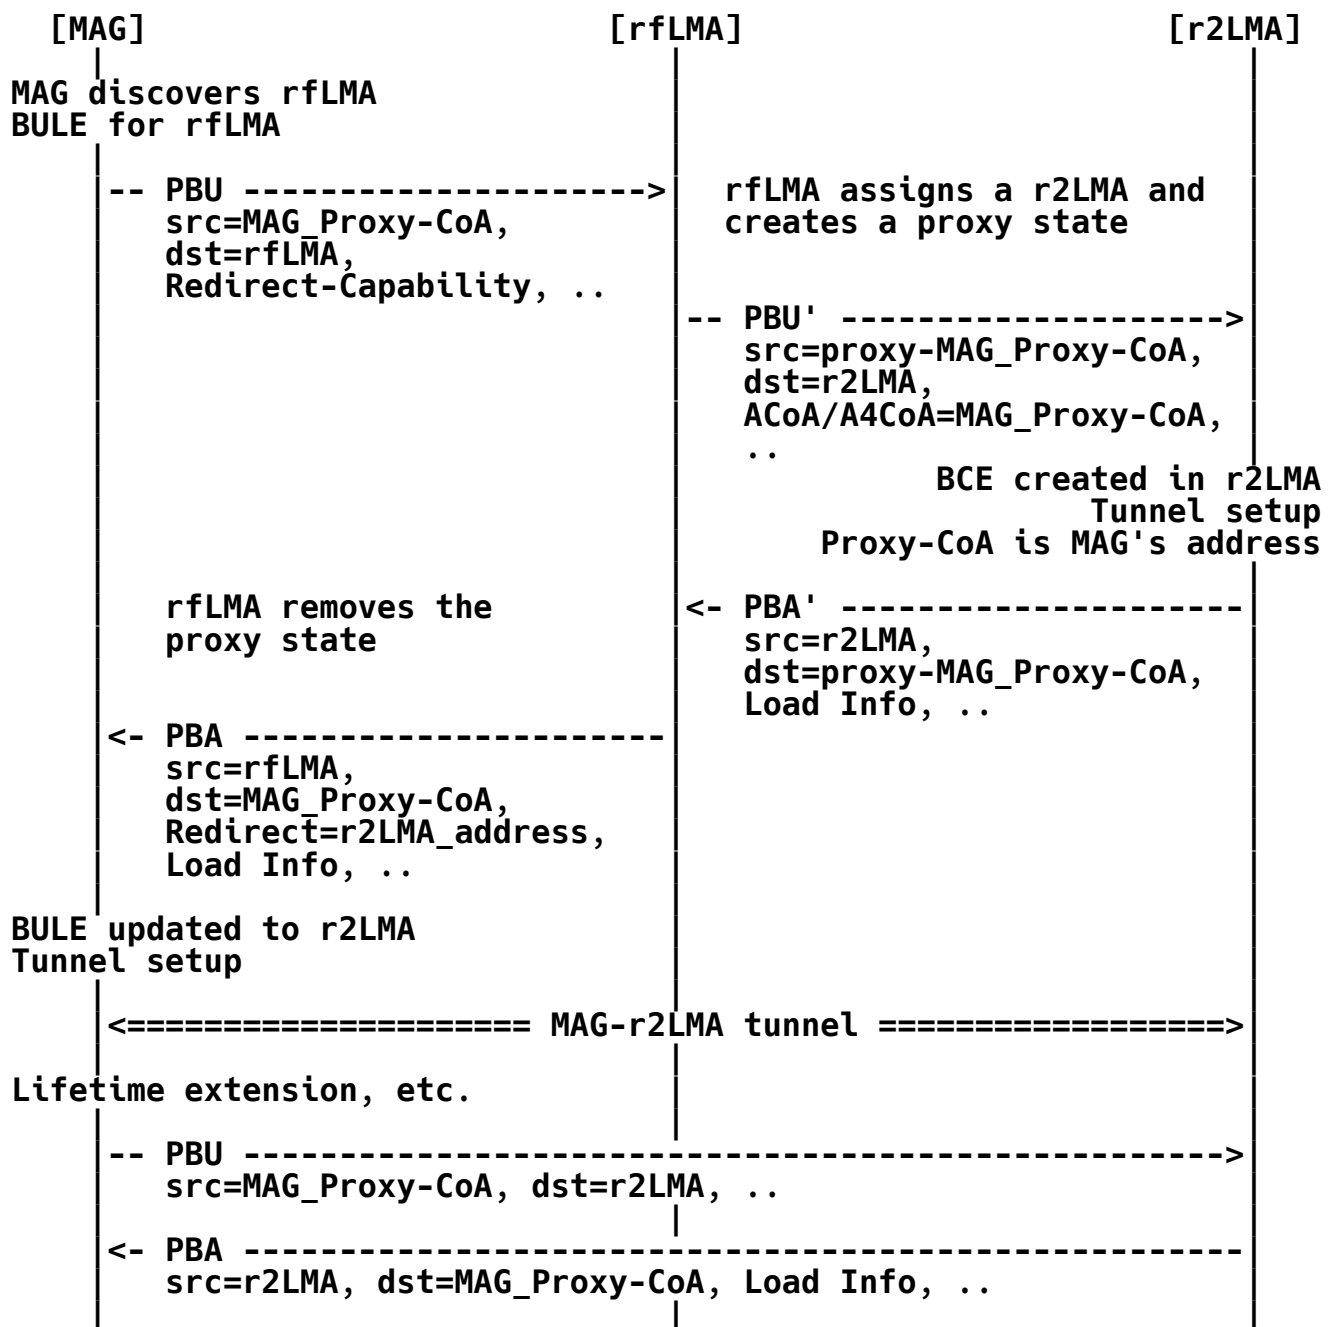 [MAG] [rfLMA] [r2LMA]
MAG discovers rfLMA
BULE for rfLMA
-- PBU ---------------------> rfLMA assigns a r2LMA and
src=MAG_Proxy-CoA, creates a proxy state
dst=rfLMA,
Redirect-Capability, ..
-- PBU' -------------------->
src=proxy-MAG_Proxy-CoA,
dst=r2LMA,
ACoA/A4CoA=MAG_Proxy-CoA,
..
BCE created in r2LMA
Tunnel setup
Proxy-CoA is MAG's address
rfLMA removes the <- PBA' ---------------------
proxy state src=r2LMA,
dst=proxy-MAG_Proxy-CoA,
Load Info, ..
<- PBA ----------------------
src=rfLMA,
dst=MAG_Proxy-CoA,
Redirect=r2LMA_address,
Load Info, ..
BULE updated to r2LMA
Tunnel setup
<===================== MAG-r2LMA tunnel ==================>
Lifetime extension, etc.
-- PBU --------------------------------------------------->
src=MAG_Proxy-CoA, dst=r2LMA, ..
<- PBA ----------------------------------------------------
src=r2LMA, dst=MAG_Proxy-CoA, Load Info, ..